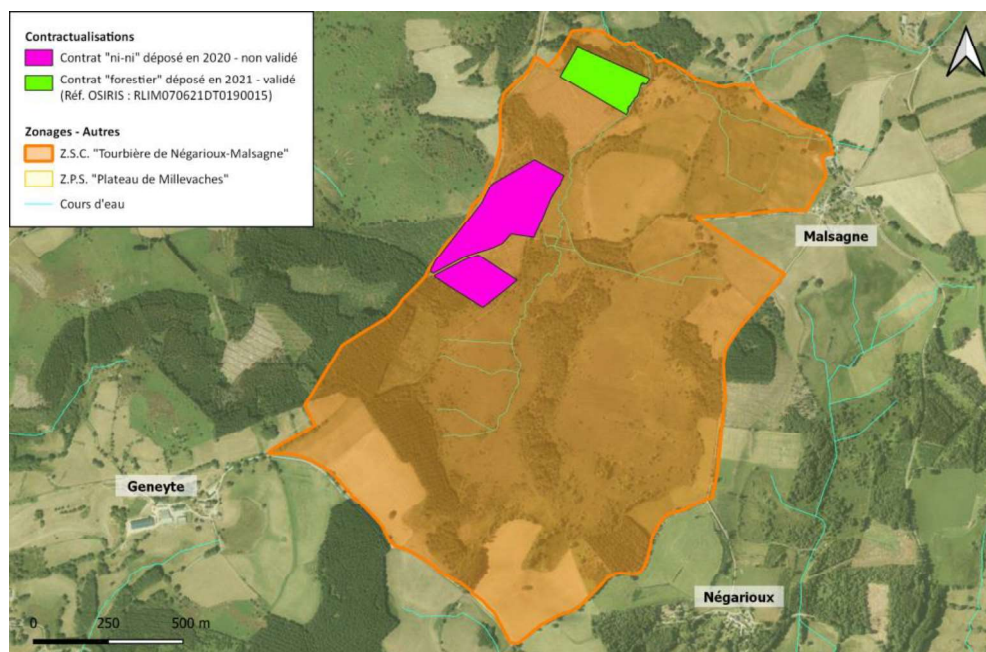 Contractualisations
Contrat "ni-ni" déposé en 2020 - non validé
Contrat "forestier" déposé en 2021 - validé
(Réf. OSIRIS : RLIM070621DT0190015)
Zonages - Autres
Z.S.C. "Tourbière de Négarioux-Malsagne"
Z.P.S. "Plateau de Millevaches"
Cours d'eau
Malsagne
Geneyte
Négarioux
0 250 500 m